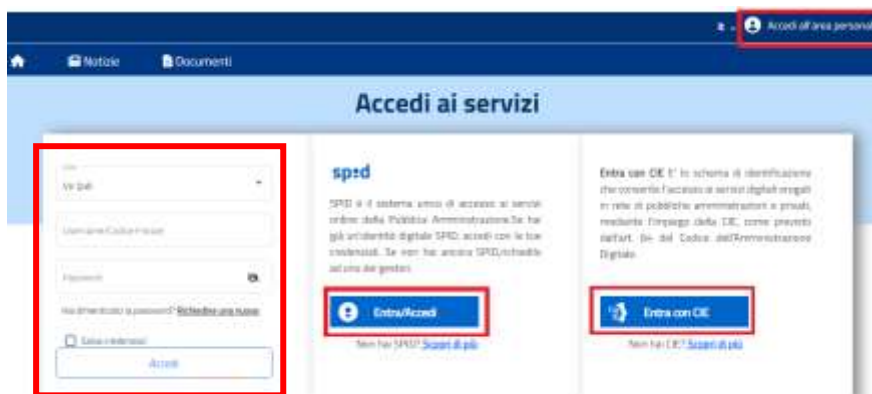 Accedi all'area personal
Notizie
Documenti
Accedi ai servizi
Username/Codice Fiscale
Password
Hai dimenticato la password? Richiedine una nuova
Salva credenziali
Accedi
sp:d
SPID è il sistema unico di accesso ai servizi
online della Pubblica Amministrazione.Se hai
già un'identità digitale SPID, accedi con le tue
credenziali. Se non hai ancora SPID,richiedilo
ad uno dei gestori.
Entra/Accedi
Non hai SPID? Scopri di più
Entra con CIE E' lo schema di identificazione
che consente l'accesso ai servizi digitali erogati
in rete di pubbliche amministrazioni e privati,
mediante l'impiego della CIE, come previsto
dall'art. del Codice dell'Amministrazione
Digitale.
Entra con CIE
Non hai CIE? Scopri di più